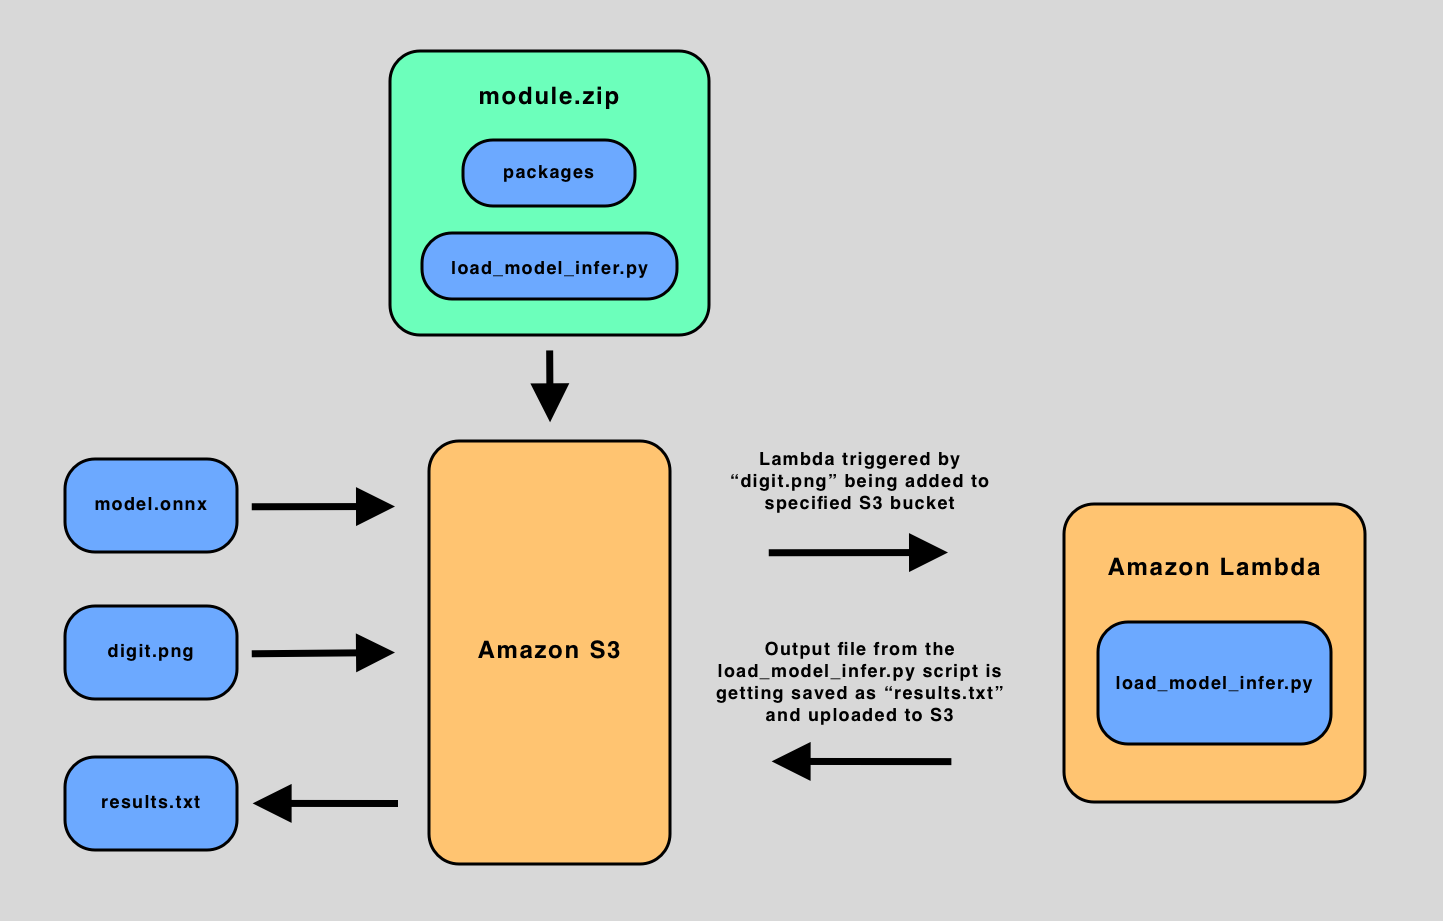 module.zip
packages
load_model_infer.py
model.onnx
digit.png
results.txt
Amazon S3
Lambda triggered by
“digit.png” being added to
specified S3 bucket
Output file from the
load_model_infer.py script is
getting saved as “results.txt”
and uploaded to S3
Amazon Lambda
load_model_infer.py